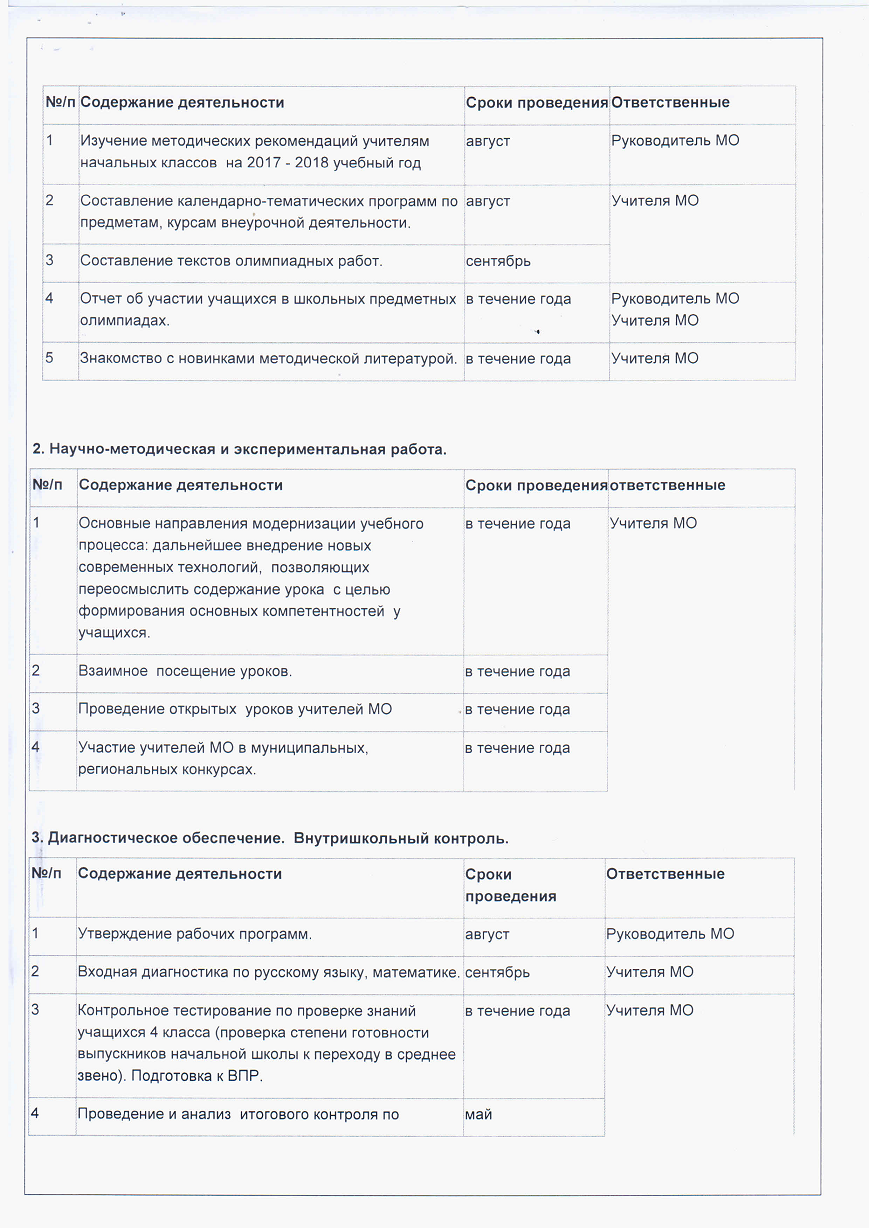 №/п Содержание деятельности Сроки проведения Ответственные
1 Изучение методических рекомендаций учителям август Руководитель МО
начальных классов на 2017 - 2018 учебный год
2 Составление календарно-тематических программ по август Учителя МО
предметам, курсам внеурочной деятельности.
3 Составление текстов олимпиадных работ. сентябрь
4 Отчет об участии учащихся в школьных предметных в течение года Руководитель МО
олимпиадах. Учителя МО
5 Знакомство с новинками методической литературой. в течение года Учителя МО
2. Научно-методическая и экспериментальная работа.
№/п Содержание деятельности Сроки проведения ответственные
1 Основные направления модернизации учебного в течение года Учителя МО
процесса: дальнейшее внедрение новых
современных технологий, позволяющих
переосмыслить содержание урока с целью
формирования основных компетентностей у
учащихся.
2 Взаимное посещение уроков. в течение года
3 Проведение открытых уроков учителей МО в течение года
4 Участие учителей МО в муниципальных, в течение года
региональных конкурсах.
3. Диагностическое обеспечение. Внутришкольный контроль.
№/п Содержание деятельности Сроки Ответственные
проведения
1 Утверждение рабочих программ. август Руководитель МО
2 Входная диагностика по русскому языку, математике. сентябрь Учителя МО
3 Контрольное тестирование по проверке знаний в течение года Учителя МО
учащихся 4 класса (проверка степени готовности
выпускников начальной школы к переходу в среднее
звено). Подготовка к ВПР.
4 Проведение и анализ итогового контроля по май